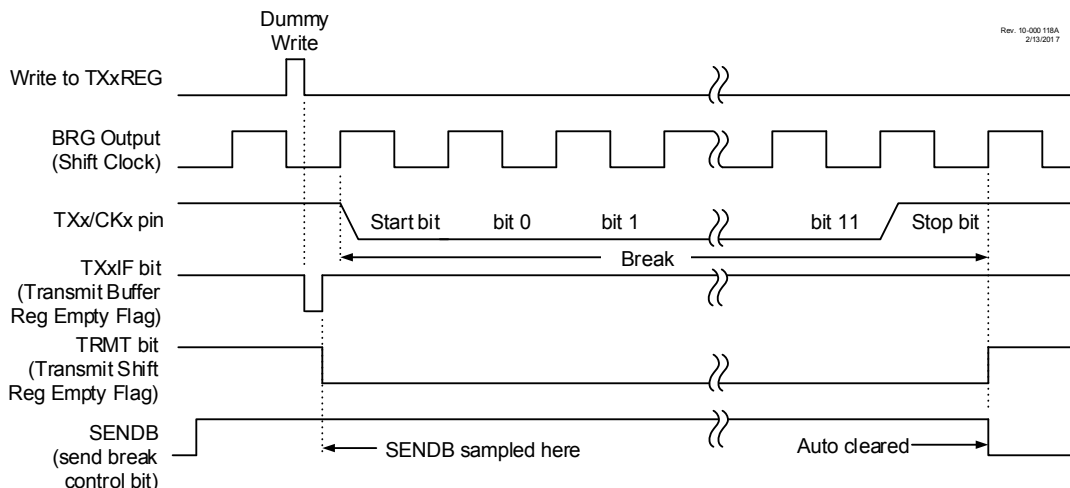 Dummy
Write
Rev. 10-000 118A
2/13/201 7
Write to TXxREG
BRG Output
(Shift Clock)
TXx/CKx pin
Start bit
bit 0
bit 1
bit 11
Stop bit
Break
TXxIF bit
(Transmit Buffer
Reg Empty Flag)
TRMT bit
(Transmit Shift
Reg Empty Flag)
SENDB
(send break
control bit)
SENDB sampled here
Auto cleared